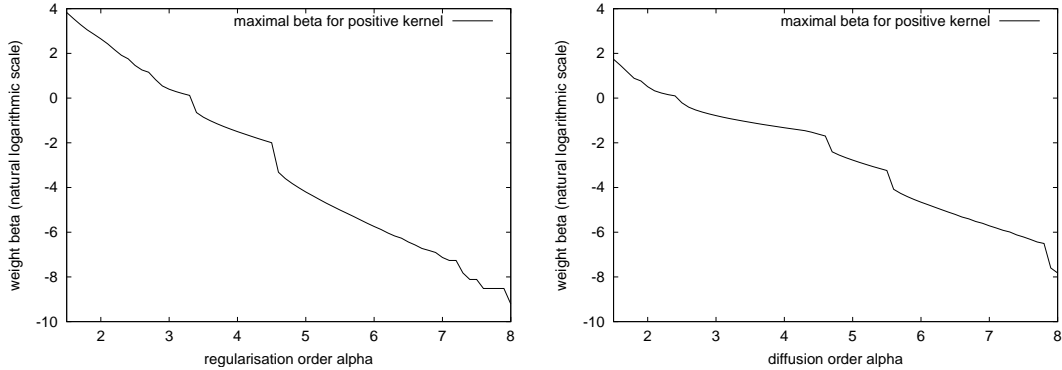 4
2
0
-2
-4
-6
-8
-10
2 3 4 5 6 7 8
weight beta (natural logarithmic scale)
regularisation order alpha
maximal beta for positive kernel
4
2
0
-2
-4
-6
-8
-10
2 3 4 5 6 7 8
weight beta (natural logarithmic scale)
diffusion order alpha
maximal beta for positive kernel